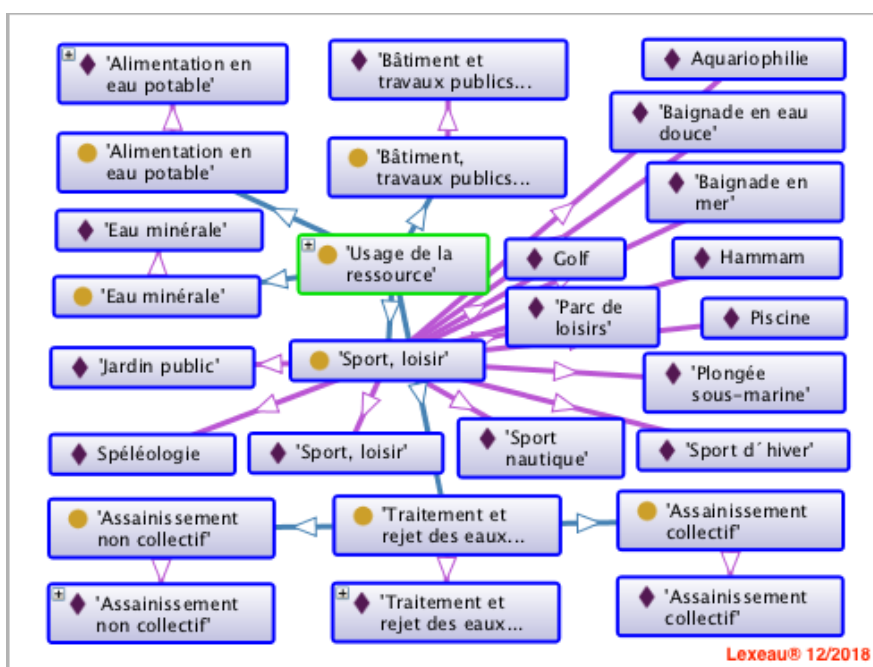 'Alimentation en
eau potable'
'Bâtiment et
travaux publics...
Aquariophilie
'Baignade en eau
douce'
'Alimentation en
eau potable'
'Bâtiment,
travaux publics...
'Baignade en
mer'
'Eau minérale'
'Usage de la
ressource'
Golf
Hammam
'Eau minérale'
'Parc de
loisirs'
Piscine
'Jardin public'
'Sport, loisir'
'Plongée
sous-marine'
Spéléologie
'Sport, loisir'
'Sport
nautique'
'Sport d´hiver'
'Assainissement
non collectif'
'Traitement et
rejet des eaux...
'Assainissement
collectif'
'Assainissement
non collectif'
'Traitement et
rejet des eaux...
'Assainissement
collectif'
Lexeau® 12/2018